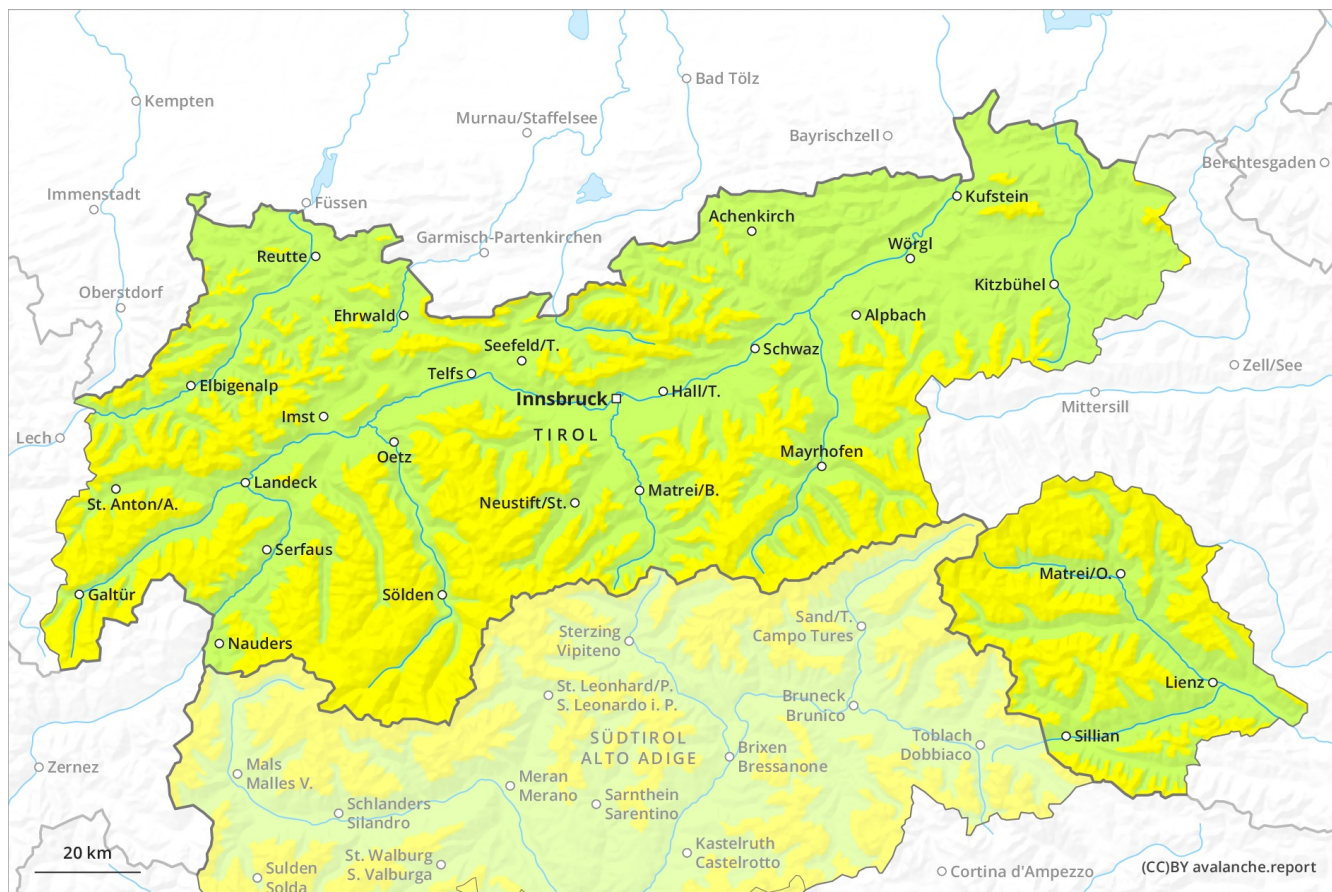 Bad Tölz
Kempten
Murnau/Staffelsee
Bayrischzell
Berchtesgaden
Immenstadt
Füssen
Kufstein
Achenkirch
Garmisch-Partenkirchen
Wörgl
Reutte
Oberstdorf
Kitzbühel
Ehrwald
Alpbach
Seefeld/T.
Schwaz
Zell/See
Telfs
Elbigenalp
Innsbruck
Hall/T.
Mittersill
Imst
Lech
TIROL
Oetz
Mayrhofen
Landeck
St. Anton/A.
Neustift/St.
Matrei/B.
Serfaus
Matrei/O.
Galtür
Sölden
Sterzing
Vipiteno
Sand/T.
Campo Tures
Nauders
Lienz
St. Leonhard/P.
S. Leonardo i. P.
Bruneck
Brunico
SÜDTIROL
ALTO ADIGE
Sillian
Toblach
Dobbiaco
Brixen
Bressanone
Zernez
Mals
Malles V.
Meran
Merano
Sarnthein
Sarentino
Schlanders
Silandro
Kastelruth
Castelrotto
20 km
St. Walburg
S. Valburga
Sulden
Solda
Cortina d'Ampezzo
(CC)BY avalanche.report